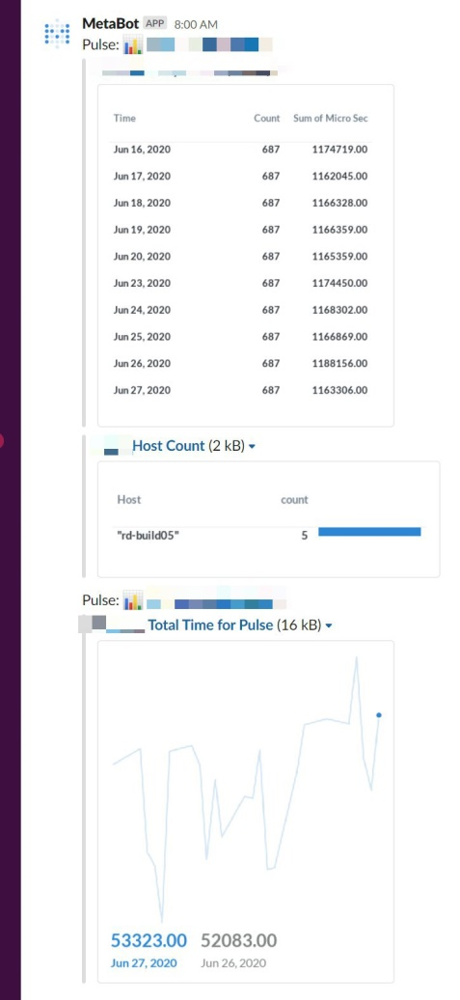 MetaBot APP 8:00 AM
Pulse:
Time Count Sum of Micro Sec
Jun 16, 2020 687 1174719.00
Jun 17, 2020 687 1162045.00
Jun 18, 2020 687 1166328.00
Jun 19, 2020 687 1166359.00
Jun 20, 2020 687 1165359.00
Jun 23, 2020 687 1174450.00
Jun 24, 2020 687 1168302.00
Jun 25, 2020 687 1166869.00
Jun 26, 2020 687 1188156.00
Jun 27, 2020 687 1163306.00
Host Count (2 kB)
Host count
"rd-build05" 5
Pulse:
Total Time for Pulse (16 kB)
53323.00 52083.00
Jun 27, 2020 Jun 26, 2020